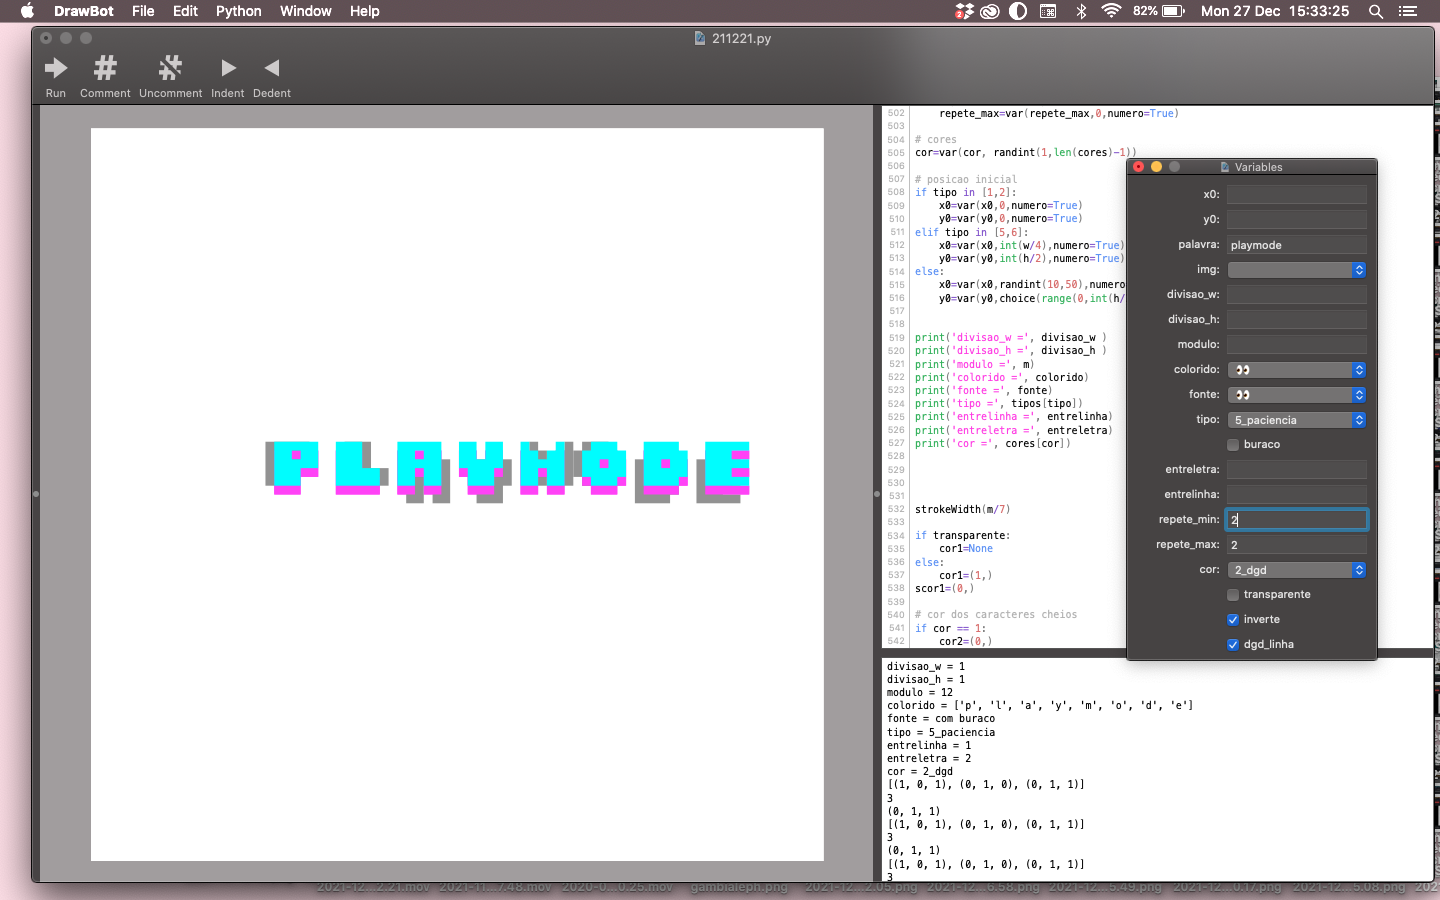 DrawBot File Edit Python Window Help
82% Mon 27 Dec 15:33:25
211221.py
Run Comment Uncomment Indent Dedent
PLAYMODE
502 repete_max=var(repete_max,0,numero=True)
503
504 # cores
505 cor=var(cor, randint(1,len(cores)-1))
506
507 # posicao inicial
508 if tipo in [1,2]:
509 x0=var(x0,0,numero=True)
510 y0=var(y0,0,numero=True)
511 elif tipo in [5,6]:
512 x0=var(x0,int(w/4),numero=True)
513 y0=var(y0,int(h/2),numero=True)
514 else:
515 x0=var(x0,randint(10,50),numero
516 y0=var(y0,choice(range(0,int(h/
517
518
519 print('divisao_w =', divisao_w )
520 print('divisao_h =', divisao_h )
521 print('modulo =', m)
522 print('colorido =', colorido)
523 print('fonte =', fonte)
524 print('tipo =', tipos[tipo])
525 print('entrelinha =', entrelinha)
526 print('entreletra =', entreletra)
527 print('cor =', cores[cor])
528
529
530
531
532 strokeWidth(m/7)
533
534 if transparente:
535 cor1=None
536 else:
537 cor1=(1,)
538 scor1=(0,)
539
540 # cor dos caracteres cheios
541 if cor == 1:
542 cor2=(0,)
Variables
x0:
y0:
palavra: playmode
img:
divisao_w:
divisao_h:
modulo:
colorido: 👀
fonte: 👀
tipo: 5_paciencia
buraco
entreletra:
entrelinha:
repete_min: 2
repete_max: 2
cor: 2_dgd
transparente
inverte
dgd_linha
divisao_w = 1
divisao_h = 1
modulo = 12
colorido = ['p', 'l', 'a', 'y', 'm', 'o', 'd', 'e']
fonte = com buraco
tipo = 5_paciencia
entrelinha = 1
entreletra = 2
cor = 2_dgd
[(1, 0, 1), (0, 1, 0), (0, 1, 1)]
3
(0, 1, 1)
[(1, 0, 1), (0, 1, 0), (0, 1, 1)]
3
(0, 1, 1)
[(1, 0, 1), (0, 1, 0), (0, 1, 1)]
3
2021-12...2.21.mov 2021-11...7.48.mov 2020-0...0.25.mov gambialeph.png 2021-12...2.05.png 2021-12...6.58.png 2021-12...5.49.png 2021-12...0.17.png 2021-12...5.08.png